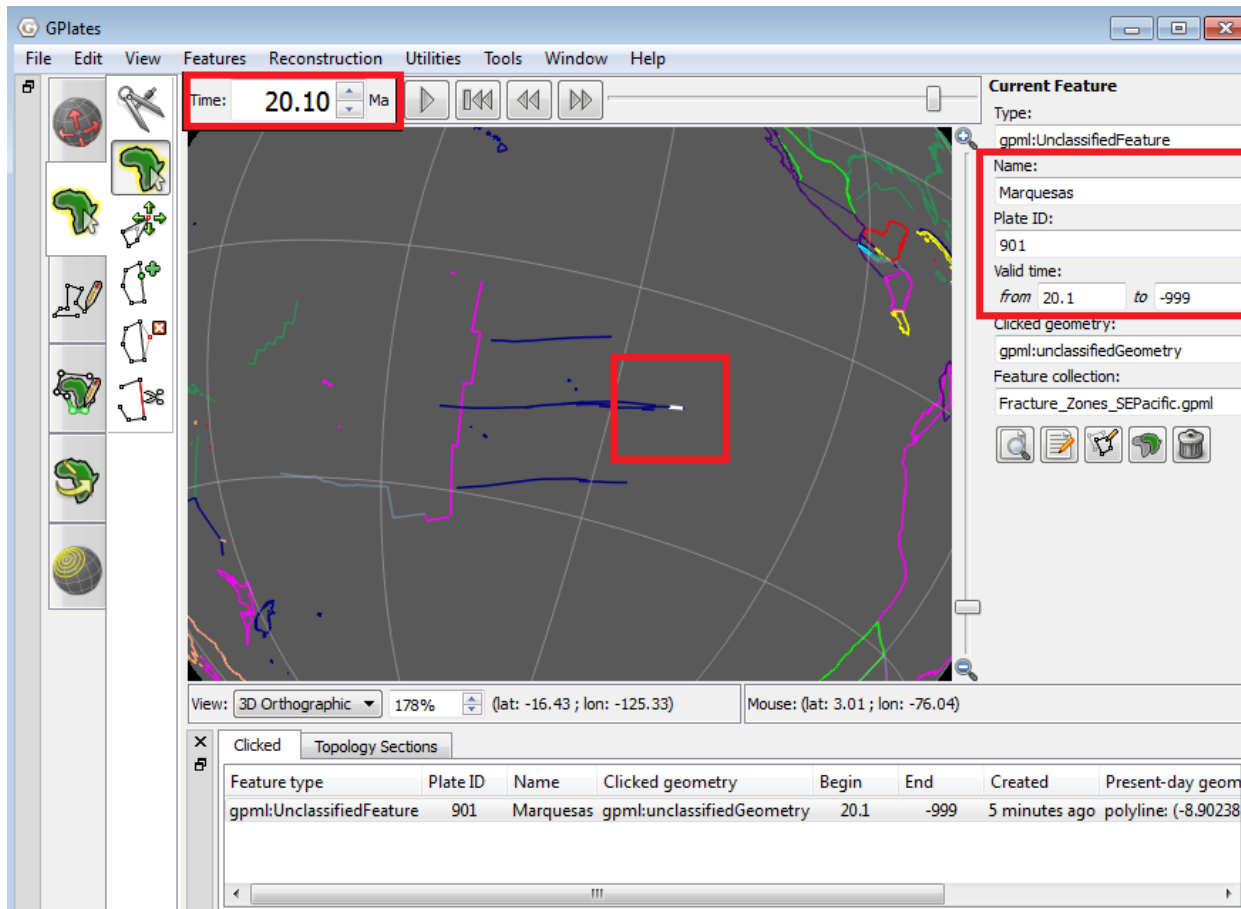 GPlates
File Edit View Features Reconstruction Utilities Tools Window Help
Time: 20.10 Ma
Current Feature
Type:
gpml:UnclassifiedFeature
Name:
Marquesas
Plate ID:
901
Valid time:
from 20.1 to -999
Clicked geometry:
gpml:unclassifiedGeometry
Feature collection:
Fracture_Zones_SEPacific.gpml
View: 3D Orthographic 178% (lat: -16.43 ; lon: -125.33) Mouse: (lat: 3.01 ; lon: -76.04)
Clicked Topology Sections
Feature type Plate ID Name Clicked geometry Begin End Created Present-day geom
gpml:UnclassifiedFeature 901 Marquesas gpml:unclassifiedGeometry 20.1 -999 5 minutes ago polyline: (-8.90238